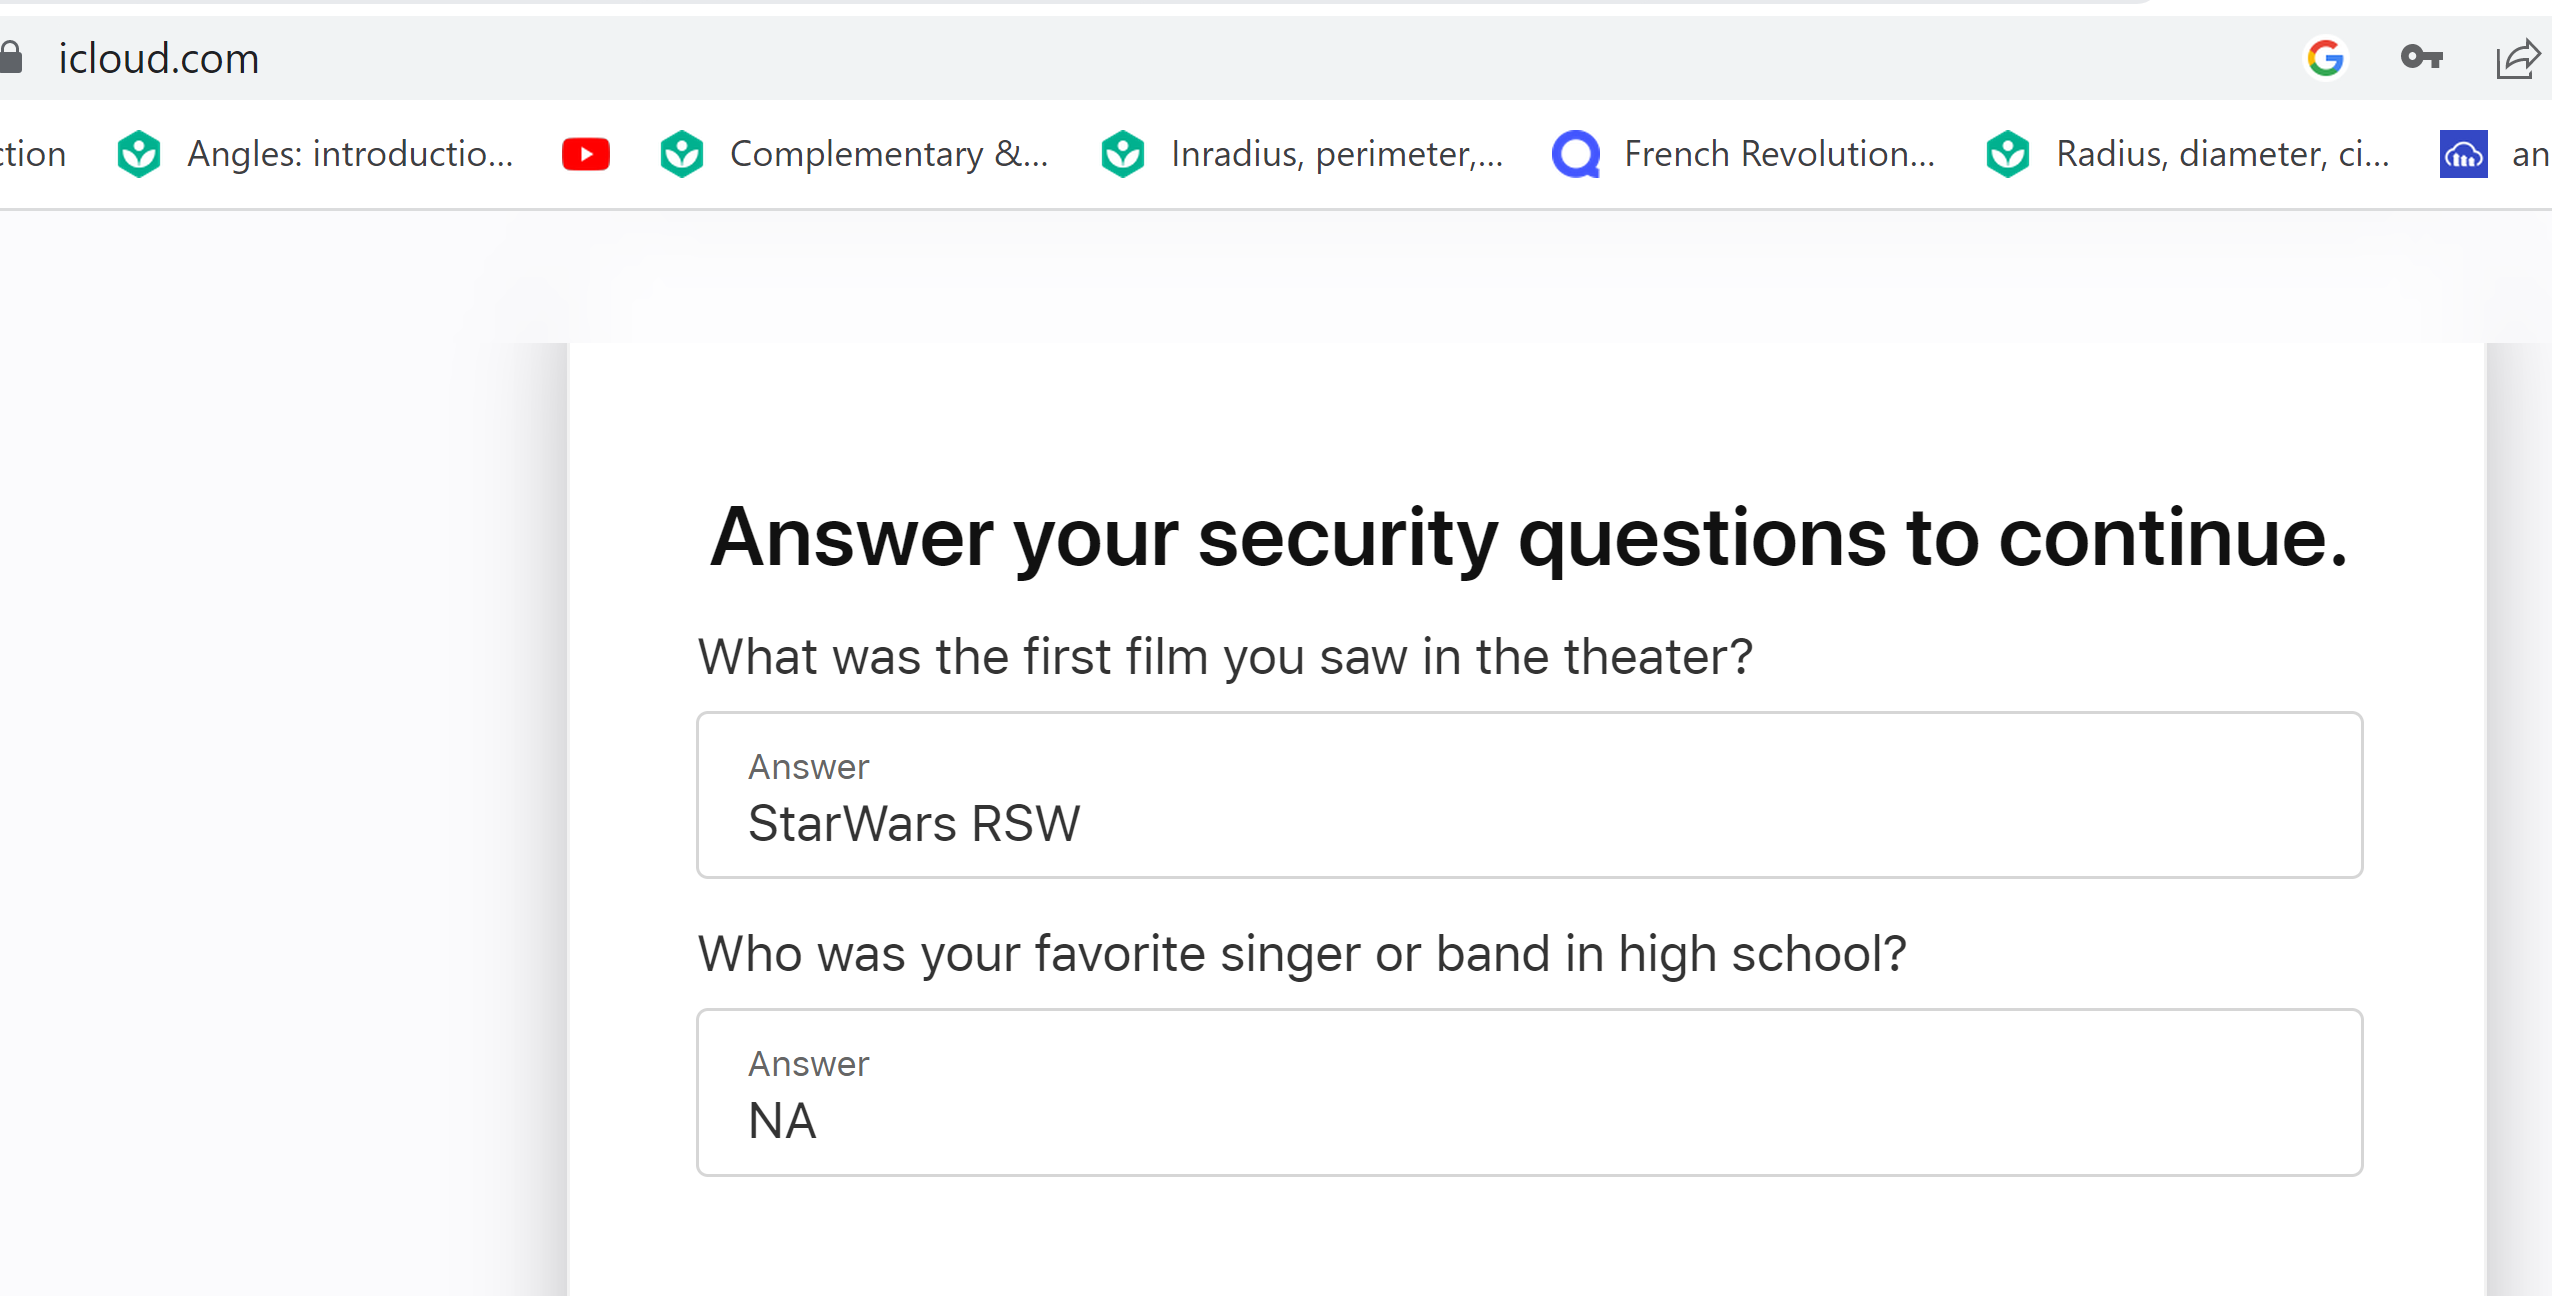 icloud.com
ction Angles: introductio... Complementary &... Inradius, perimeter,... French Revolution... Radius, diameter, ci... an
Answer your security questions to continue.
What was the first film you saw in the theater?
Answer
StarWars RSW
Who was your favorite singer or band in high school?
Answer
NA